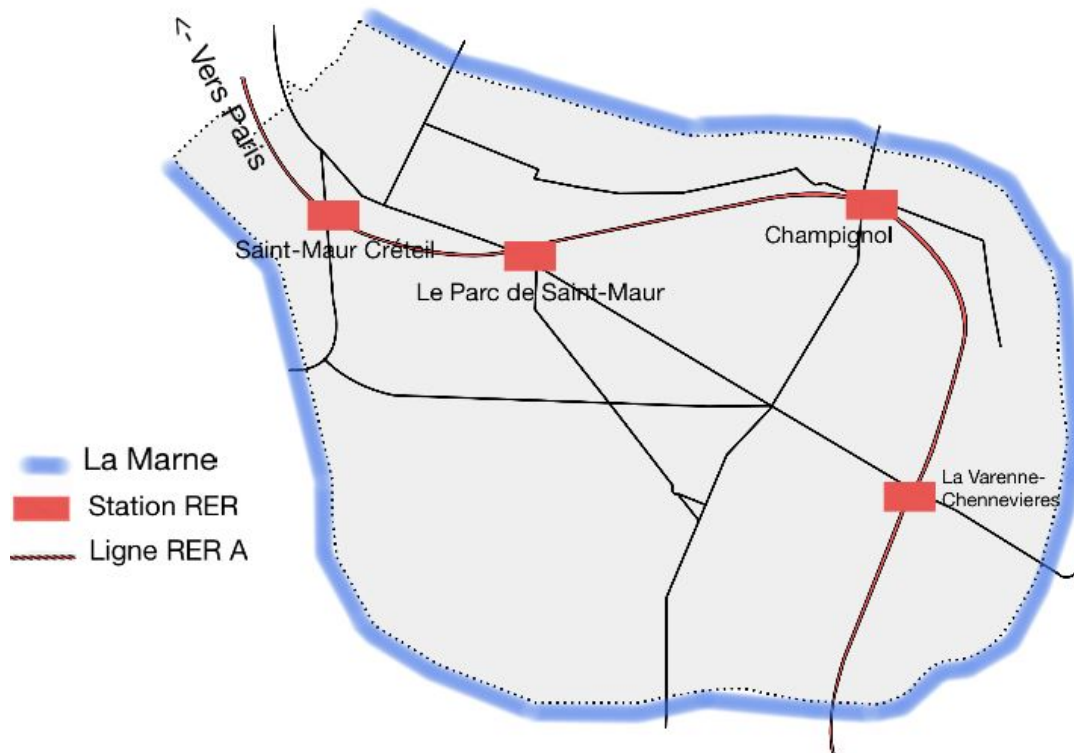 <- Vers Paris
Saint-Maur Créteil
Champignol
Le Parc de Saint-Maur
La Varenne-
Chennevieres
La Marne
Station RER
Ligne RER A